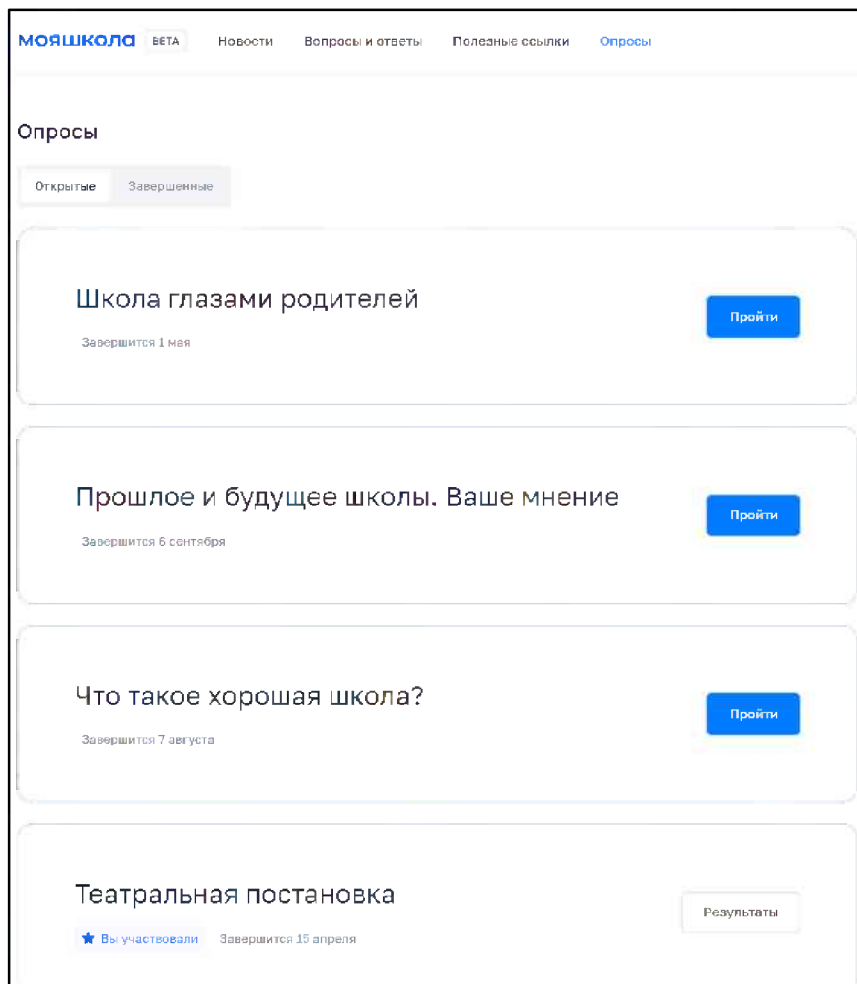 МОЯШКОЛА BETA Новости Вопросы и ответы Полезные ссылки Опросы
Опросы
Открытые Завершенные
Школа глазами родителей
Завершится 1 мая
Пройти
Прошлое и будущее школы. Ваше мнение
Завершится 6 сентября
Пройти
Что такое хорошая школа?
Завершится 7 августа
Пройти
Театральная постановка
Вы участвовали Завершится 15 апреля
Результаты